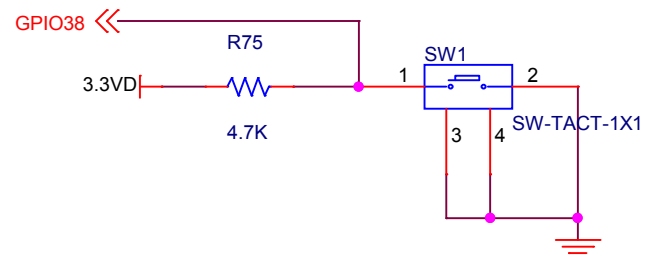 GPIO38
R75
SW1
3.3VD
1
2
4.7K
SW-TACT-1X1
3
4